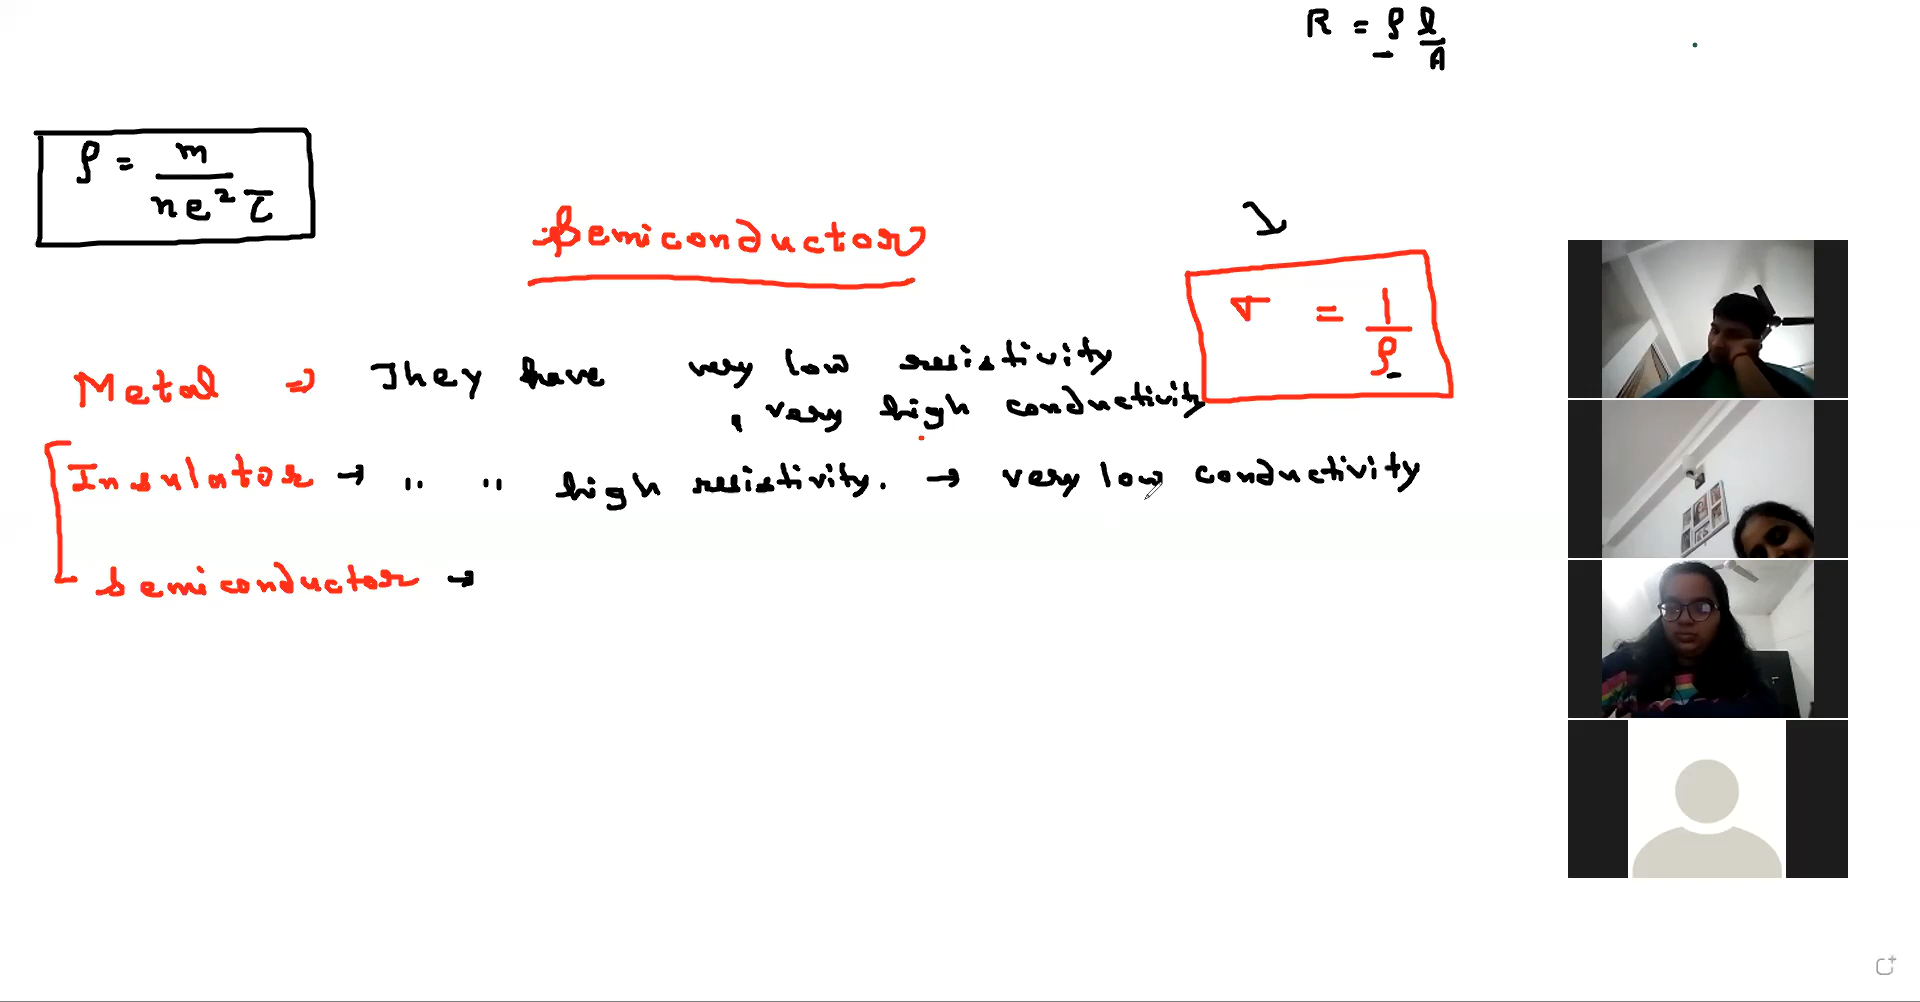 R = ρ l/A
ρ = m/ne²τ
Semiconductor
σ = 1/ρ
Metal ⇒ They have very low resistivity
, very high conductivity
Insulator → " " high resistivity. → very low conductivity
Semiconductor →